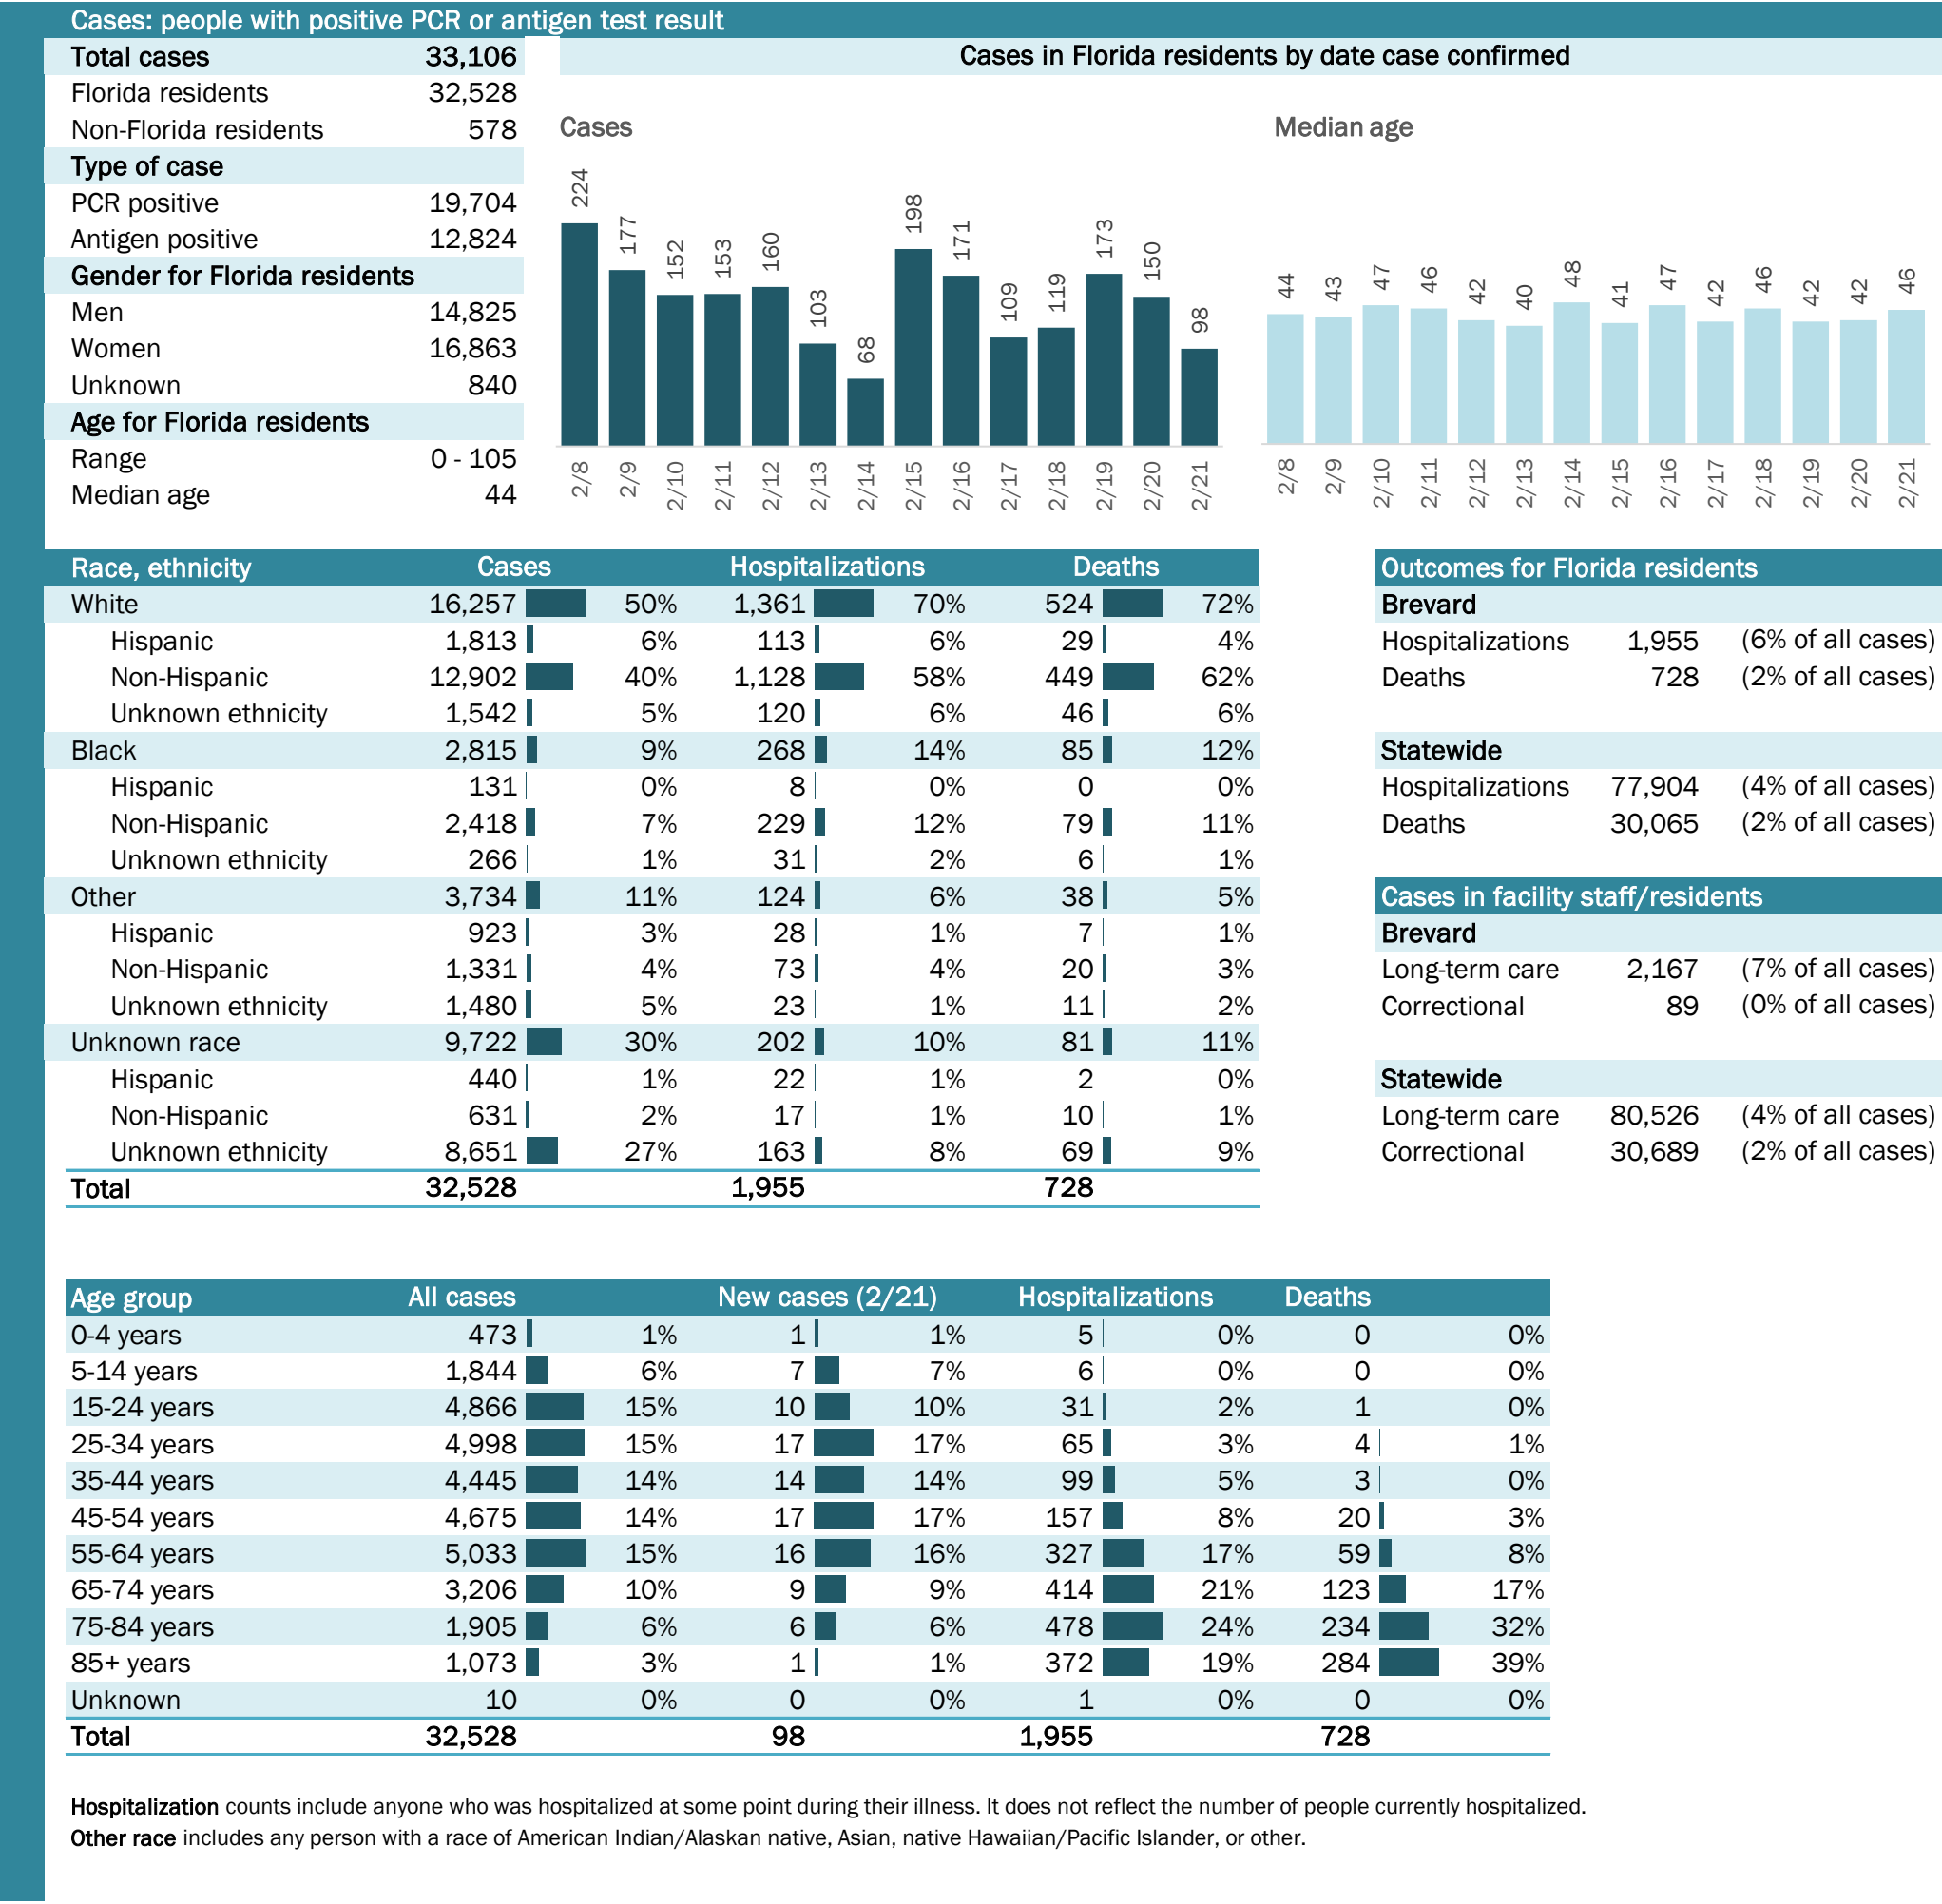 Cases: people with positive PCR or antigen test result
Total cases 33,106
Florida residents 32,528
Non-Florida residents 578
Type of case
PCR positive 19,704
Antigen positive 12,824
Gender for Florida residents
Men 14,825
Women 16,863
Unknown 840
Age for Florida residents
Range 0 - 105
Median age 44
Cases in Florida residents by date case confirmed
Cases
224 177 152 153 160 103 68 198 171 109 119 173 150 98
2/8 2/9 2/10 2/11 2/12 2/13 2/14 2/15 2/16 2/17 2/18 2/19 2/20 2/21
Median age
44 43 47 46 42 40 48 41 47 42 46 42 42 46
2/8 2/9 2/10 2/11 2/12 2/13 2/14 2/15 2/16 2/17 2/18 2/19 2/20 2/21
Race, ethnicity Cases Hospitalizations Deaths
White 16,257 50% 1,361 70% 524 72%
Hispanic 1,813 6% 113 6% 29 4%
Non-Hispanic 12,902 40% 1,128 58% 449 62%
Unknown ethnicity 1,542 5% 120 6% 46 6%
Black 2,815 9% 268 14% 85 12%
Hispanic 131 0% 8 0% 0 0%
Non-Hispanic 2,418 7% 229 12% 79 11%
Unknown ethnicity 266 1% 31 2% 6 1%
Other 3,734 11% 124 6% 38 5%
Hispanic 923 3% 28 1% 7 1%
Non-Hispanic 1,331 4% 73 4% 20 3%
Unknown ethnicity 1,480 5% 23 1% 11 2%
Unknown race 9,722 30% 202 10% 81 11%
Hispanic 440 1% 22 1% 2 0%
Non-Hispanic 631 2% 17 1% 10 1%
Unknown ethnicity 8,651 27% 163 8% 69 9%
Total 32,528 1,955 728
Outcomes for Florida residents
Brevard
Hospitalizations 1,955 (6% of all cases)
Deaths 728 (2% of all cases)
Statewide
Hospitalizations 77,904 (4% of all cases)
Deaths 30,065 (2% of all cases)
Cases in facility staff/residents
Brevard
Long-term care 2,167 (7% of all cases)
Correctional 89 (0% of all cases)
Statewide
Long-term care 80,526 (4% of all cases)
Correctional 30,689 (2% of all cases)
Age group All cases New cases (2/21) Hospitalizations Deaths
0-4 years 473 1% 1 1% 5 0% 0 0%
5-14 years 1,844 6% 7 7% 6 0% 0 0%
15-24 years 4,866 15% 10 10% 31 2% 1 0%
25-34 years 4,998 15% 17 17% 65 3% 4 1%
35-44 years 4,445 14% 14 14% 99 5% 3 0%
45-54 years 4,675 14% 17 17% 157 8% 20 3%
55-64 years 5,033 15% 16 16% 327 17% 59 8%
65-74 years 3,206 10% 9 9% 414 21% 123 17%
75-84 years 1,905 6% 6 6% 478 24% 234 32%
85+ years 1,073 3% 1 1% 372 19% 284 39%
Unknown 10 0% 0 0% 1 0% 0 0%
Total 32,528 98 1,955 728
Hospitalization counts include anyone who was hospitalized at some point during their illness. It does not reflect the number of people currently hospitalized.
Other race includes any person with a race of American Indian/Alaskan native, Asian, native Hawaiian/Pacific Islander, or other.